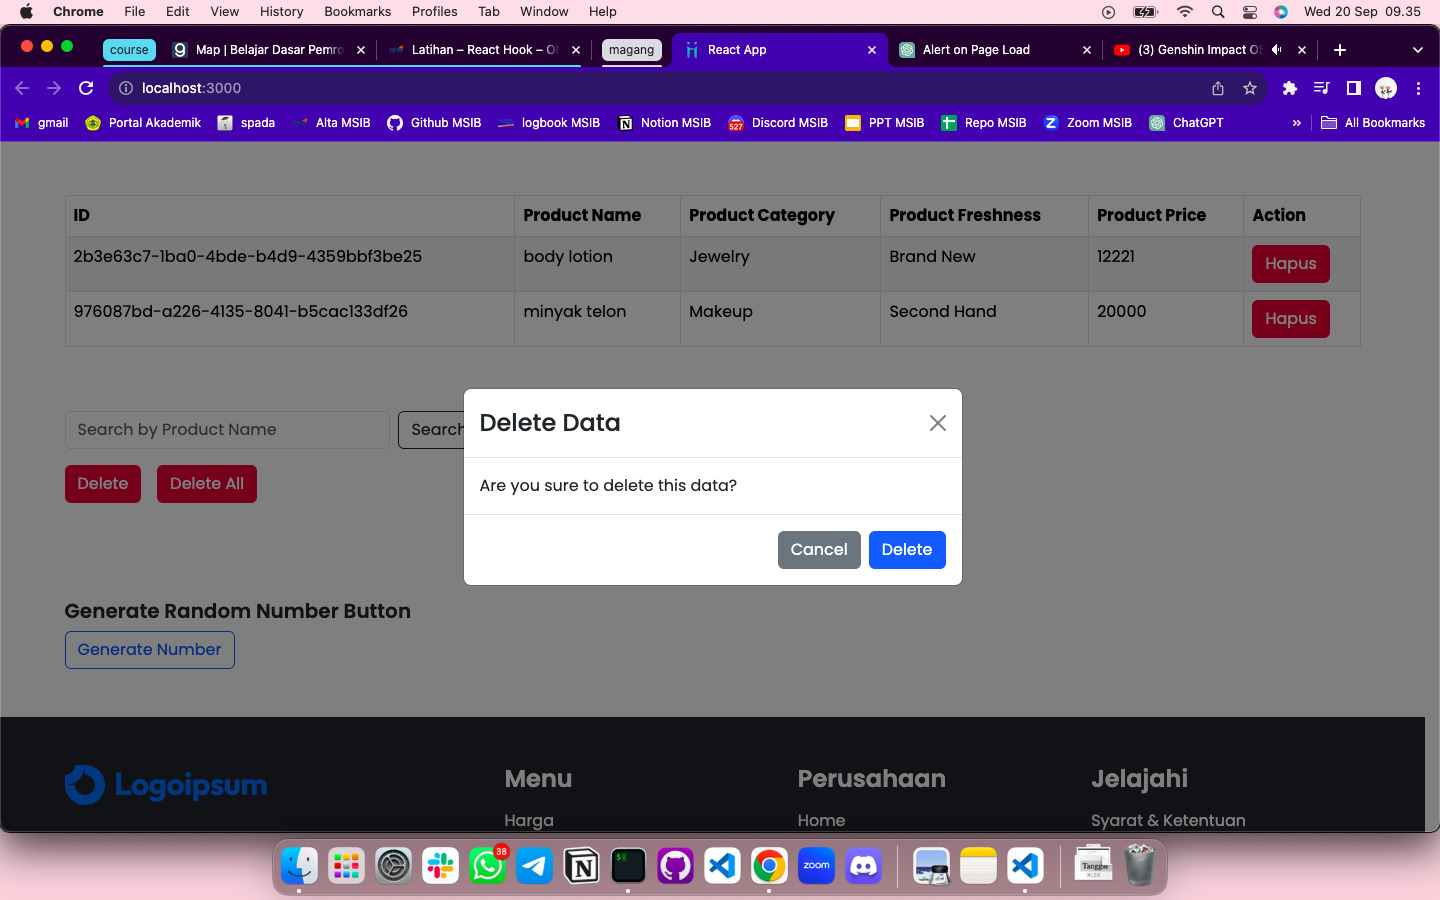 Chrome File Edit View History Bookmarks Profiles Tab Window Help Wed 20 Sep 09.35
course Map | Belajar Dasar Pemro Latihan – React Hook – O magang React App Alert on Page Load (3) Genshin Impact OS
localhost:3000
gmail Portal Akademik spada Alta MSIB Github MSIB logbook MSIB Notion MSIB 527 Discord MSIB PPT MSIB Repo MSIB Zoom MSIB ChatGPT » All Bookmarks
ID Product Name Product Category Product Freshness Product Price Action
2b3e63c7-1ba0-4bde-b4d9-4359bbf3be25 body lotion Jewelry Brand New 12221 Hapus
976087bd-a226-4135-8041-b5cac133df26 minyak telon Makeup Second Hand 20000 Hapus
Delete Data
Search by Product Name Search
Are you sure to delete this data?
Delete Delete All
Cancel Delete
Generate Random Number Button
Generate Number
Logoipsum
Menu Perusahaan Jelajahi
Harga Home Syarat & Ketentuan
38
zoom
Tangga
XLSX